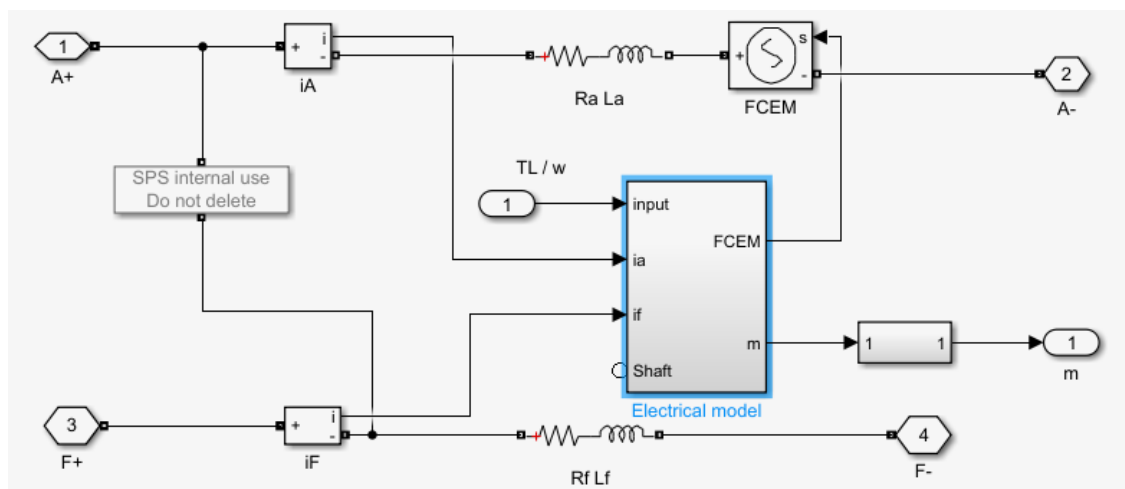 1
A+
+
i
-
iA
+
Ra La
+
s
-
FCEM
2
A-
SPS internal use
Do not delete
TL / w
1
input
FCEM
ia
if
m
Shaft
Electrical model
1
1
1
m
3
F+
+
i
-
iF
+
Rf Lf
4
F-